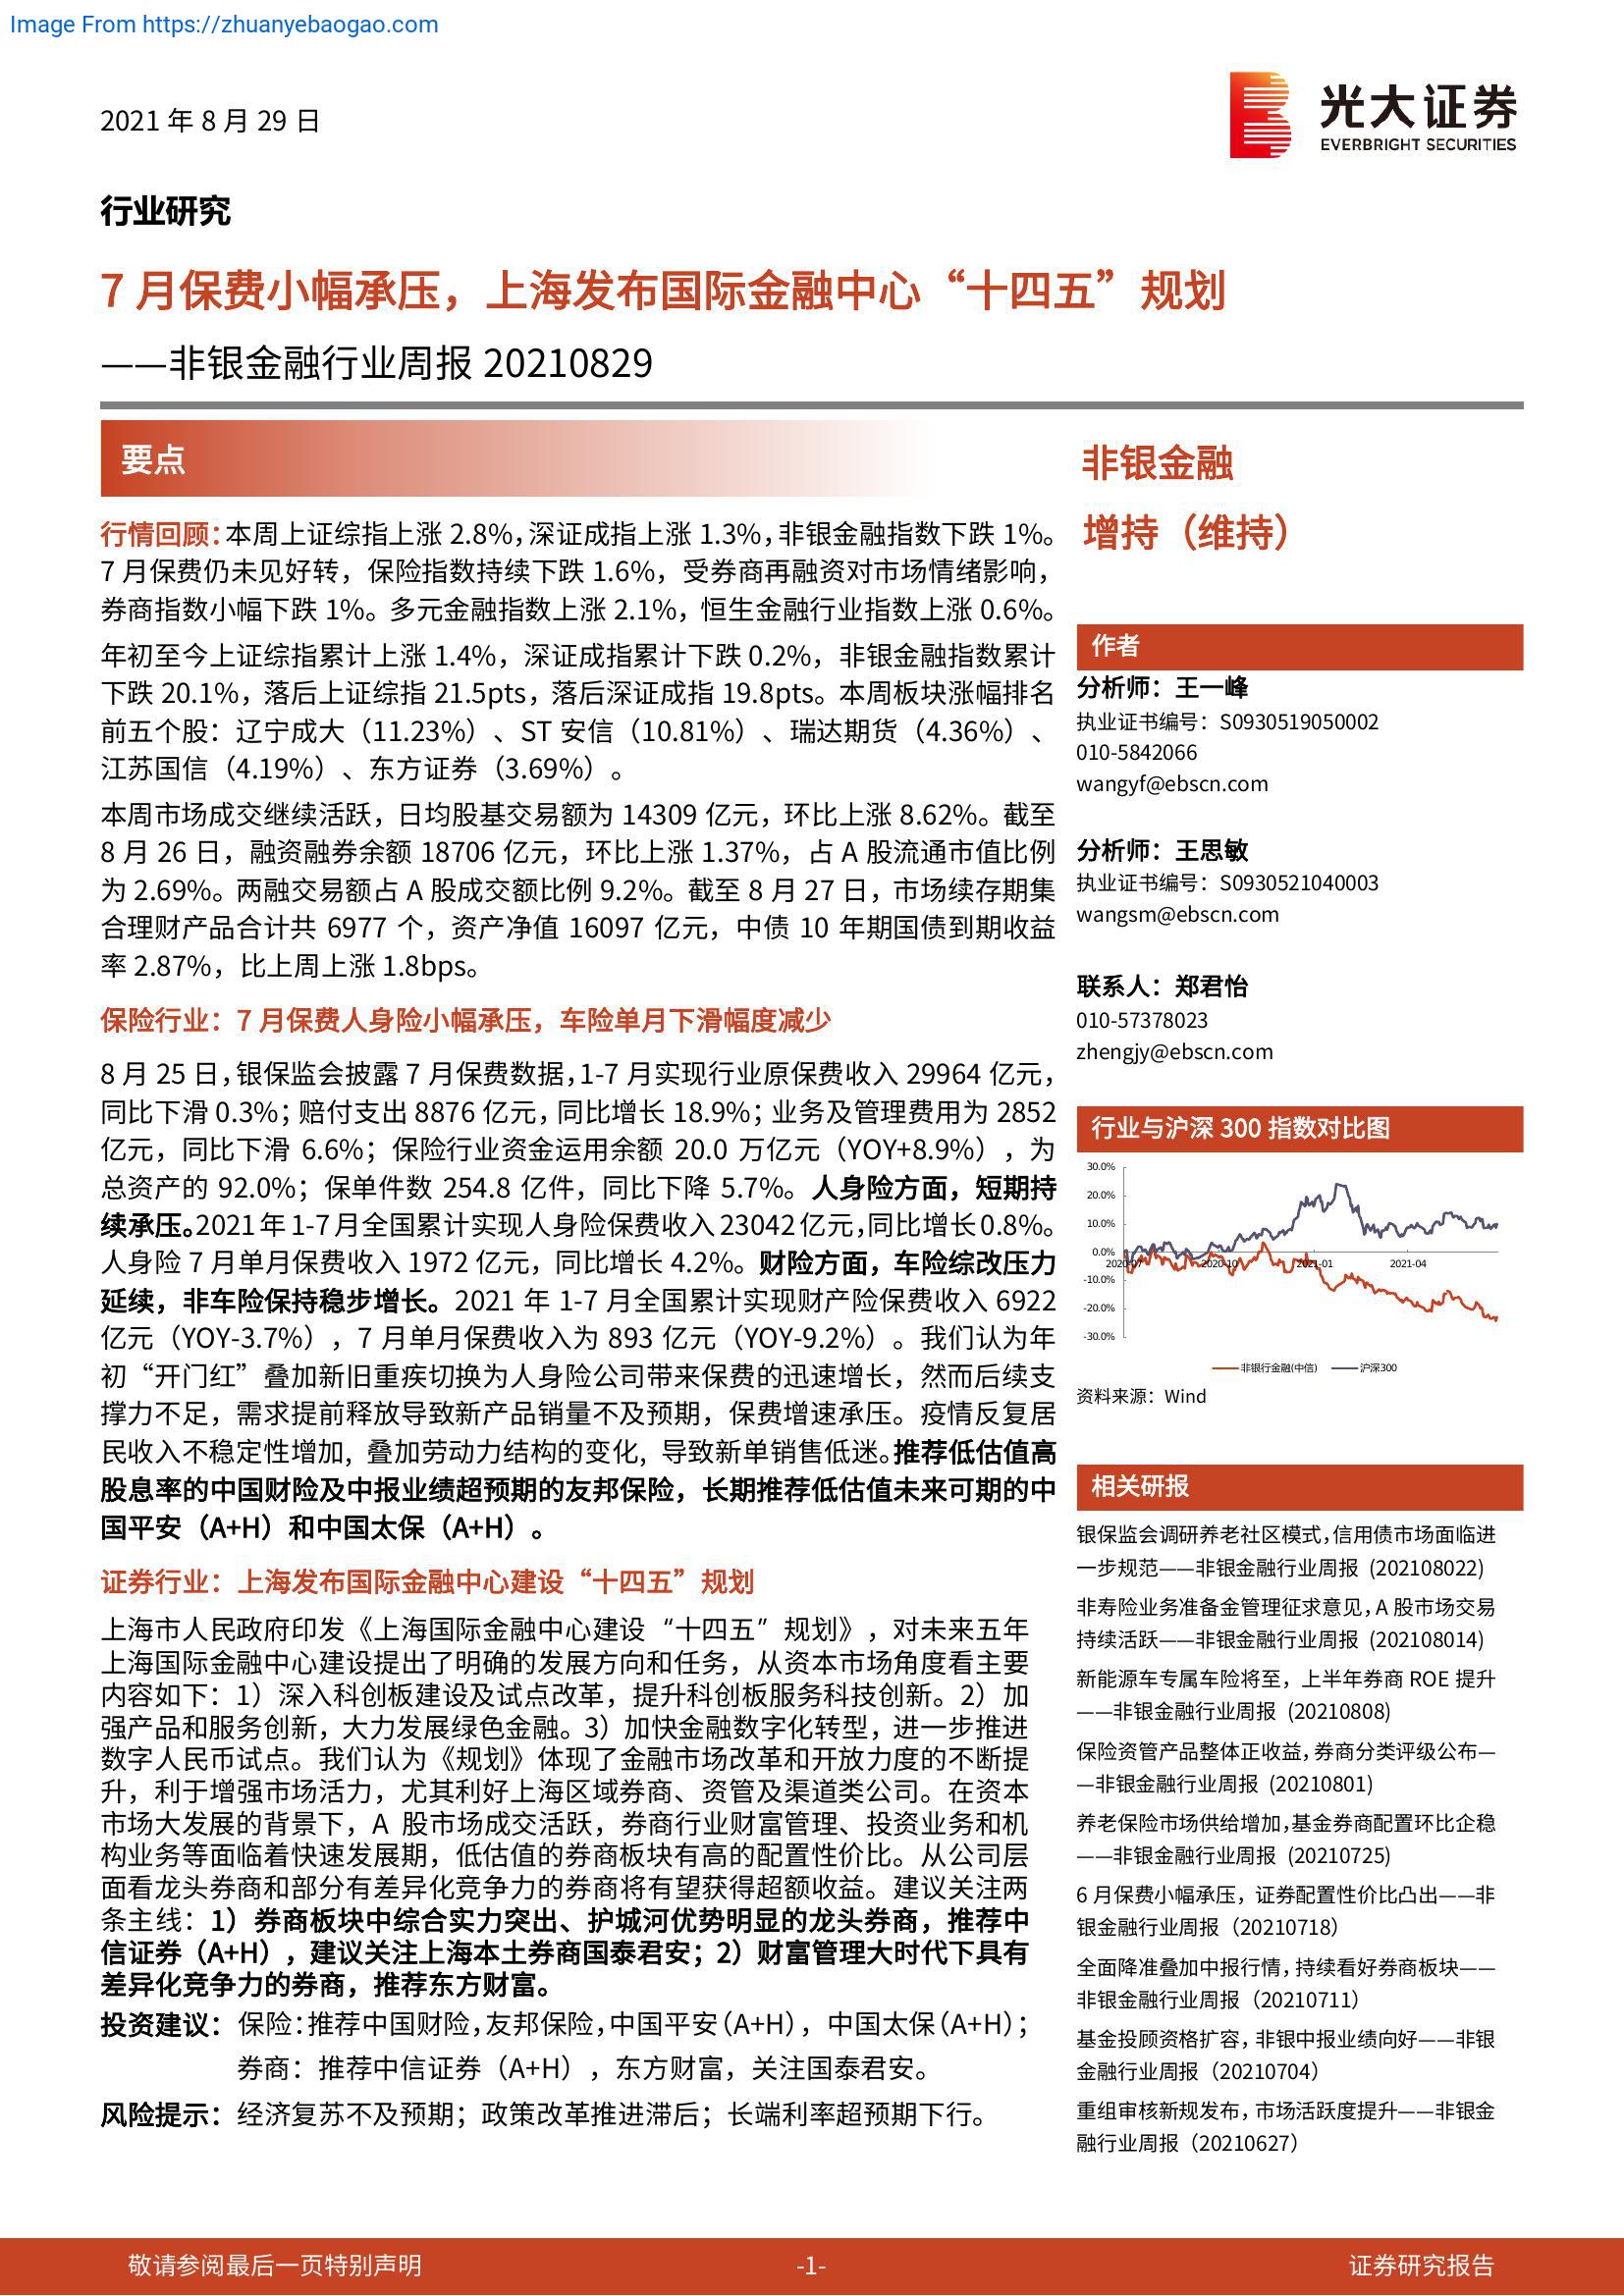 Image From https://zhuanyebaogao.com
2021 年 8 月 29 日
光大证券
EVERBRIGHT SECURITIES
行业研究
7 月保费小幅承压，上海发布国际金融中心“十四五”规划
——非银金融行业周报 20210829
要点
行情回顾：本周上证综指上涨 2.8%，深证成指上涨 1.3%，非银金融指数下跌 1%。
7 月保费仍未见好转，保险指数持续下跌 1.6%，受券商再融资对市场情绪影响，
券商指数小幅下跌 1%。多元金融指数上涨 2.1%，恒生金融行业指数上涨 0.6%。
年初至今上证综指累计上涨 1.4%，深证成指累计下跌 0.2%，非银金融指数累计
下跌 20.1%，落后上证综指 21.5pts，落后深证成指 19.8pts。本周板块涨幅排名
前五个股：辽宁成大（11.23%）、ST 安信（10.81%）、瑞达期货（4.36%）、
江苏国信（4.19%）、东方证券（3.69%）。
本周市场成交继续活跃，日均股基交易额为 14309 亿元，环比上涨 8.62%。截至
8 月 26 日，融资融券余额 18706 亿元，环比上涨 1.37%，占 A 股流通市值比例
为 2.69%。两融交易额占 A 股成交额比例 9.2%。截至 8 月 27 日，市场续存期集
合理财产品合计共 6977 个，资产净值 16097 亿元，中债 10 年期国债到期收益
率 2.87%，比上周上涨 1.8bps。
保险行业：7 月保费人身险小幅承压，车险单月下滑幅度减少
8 月 25 日，银保监会披露 7 月保费数据，1-7 月实现行业原保费收入 29964 亿元，
同比下滑 0.3%；赔付支出 8876 亿元，同比增长 18.9%；业务及管理费用为 2852
亿元，同比下滑 6.6%；保险行业资金运用余额 20.0 万亿元（YOY+8.9%），为
总资产的 92.0%；保单件数 254.8 亿件，同比下降 5.7%。人身险方面，短期持
续承压。2021 年 1-7 月全国累计实现人身险保费收入 23042 亿元，同比增长 0.8%。
人身险 7 月单月保费收入 1972 亿元，同比增长 4.2%。财险方面，车险综改压力
延续，非车险保持稳步增长。2021 年 1-7 月全国累计实现财产险保费收入 6922
亿元（YOY-3.7%），7 月单月保费收入为 893 亿元（YOY-9.2%）。我们认为年
初“开门红”叠加新旧重疾切换为人身险公司带来保费的迅速增长，然而后续支
撑力不足，需求提前释放导致新产品销量不及预期，保费增速承压。疫情反复居
民收入不稳定性增加，叠加劳动力结构的变化，导致新单销售低迷。推荐低估值高
股息率的中国财险及中报业绩超预期的友邦保险，长期推荐低估值未来可期的中
国平安（A+H）和中国太保（A+H）。
证券行业：上海发布国际金融中心建设“十四五”规划
上海市人民政府印发《上海国际金融中心建设“十四五”规划》，对未来五年
上海国际金融中心建设提出了明确的发展方向和任务，从资本市场角度看主要
内容如下：1）深入科创板建设及试点改革，提升科创板服务科技创新。2）加
强产品和服务创新，大力发展绿色金融。3）加快金融数字化转型，进一步推进
数字人民币试点。我们认为《规划》体现了金融市场改革和开放力度的不断提
升，利于增强市场活力，尤其利好上海区域券商、资管及渠道类公司。在资本
市场大发展的背景下，A 股市场成交活跃，券商行业财富管理、投资业务和机
构业务等面临着快速发展期，低估值的券商板块有高的配置性价比。从公司层
面看龙头券商和部分有差异化竞争力的券商将有望获得超额收益。建议关注两
条主线：1）券商板块中综合实力突出、护城河优势明显的龙头券商，推荐中
信证券（A+H），建议关注上海本土券商国泰君安；2）财富管理大时代下具有
差异化竞争力的券商，推荐东方财富。
投资建议：保险：推荐中国财险，友邦保险，中国平安（A+H），中国太保（A+H）；
券商：推荐中信证券（A+H），东方财富，关注国泰君安。
风险提示：经济复苏不及预期；政策改革推进滞后；长端利率超预期下行。
非银金融
增持（维持）
作者
分析师：王一峰
执业证书编号：S0930519050002
010-5842066
wangyf@ebscn.com
分析师：王思敏
执业证书编号：S0930521040003
wangsm@ebscn.com
联系人：郑君怡
010-57378023
zhengjy@ebscn.com
行业与沪深 300 指数对比图
30.0%
20.0%
10.0%
0.0%
2020-07 2020-10 2021-01 2021-04
-10.0%
-20.0%
-30.0%
非银行金融(中信) 沪深300
资料来源：Wind
相关研报
银保监会调研养老社区模式，信用债市场面临进
一步规范——非银金融行业周报 (202108022)
非寿险业务准备金管理征求意见，A 股市场交易
持续活跃——非银金融行业周报 (202108014)
新能源车专属车险将至，上半年券商 ROE 提升
——非银金融行业周报 (20210808)
保险资管产品整体正收益，券商分类评级公布—
—非银金融行业周报 (20210801)
养老保险市场供给增加，基金券商配置环比企稳
——非银金融行业周报 (20210725)
6 月保费小幅承压，证券配置性价比凸出——非
银金融行业周报（20210718）
全面降准叠加中报行情，持续看好券商板块——
非银金融行业周报（20210711）
基金投顾资格扩容，非银中报业绩向好——非银
金融行业周报（20210704）
重组审核新规发布，市场活跃度提升——非银金
融行业周报（20210627）
敬请参阅最后一页特别声明
-1-
证券研究报告